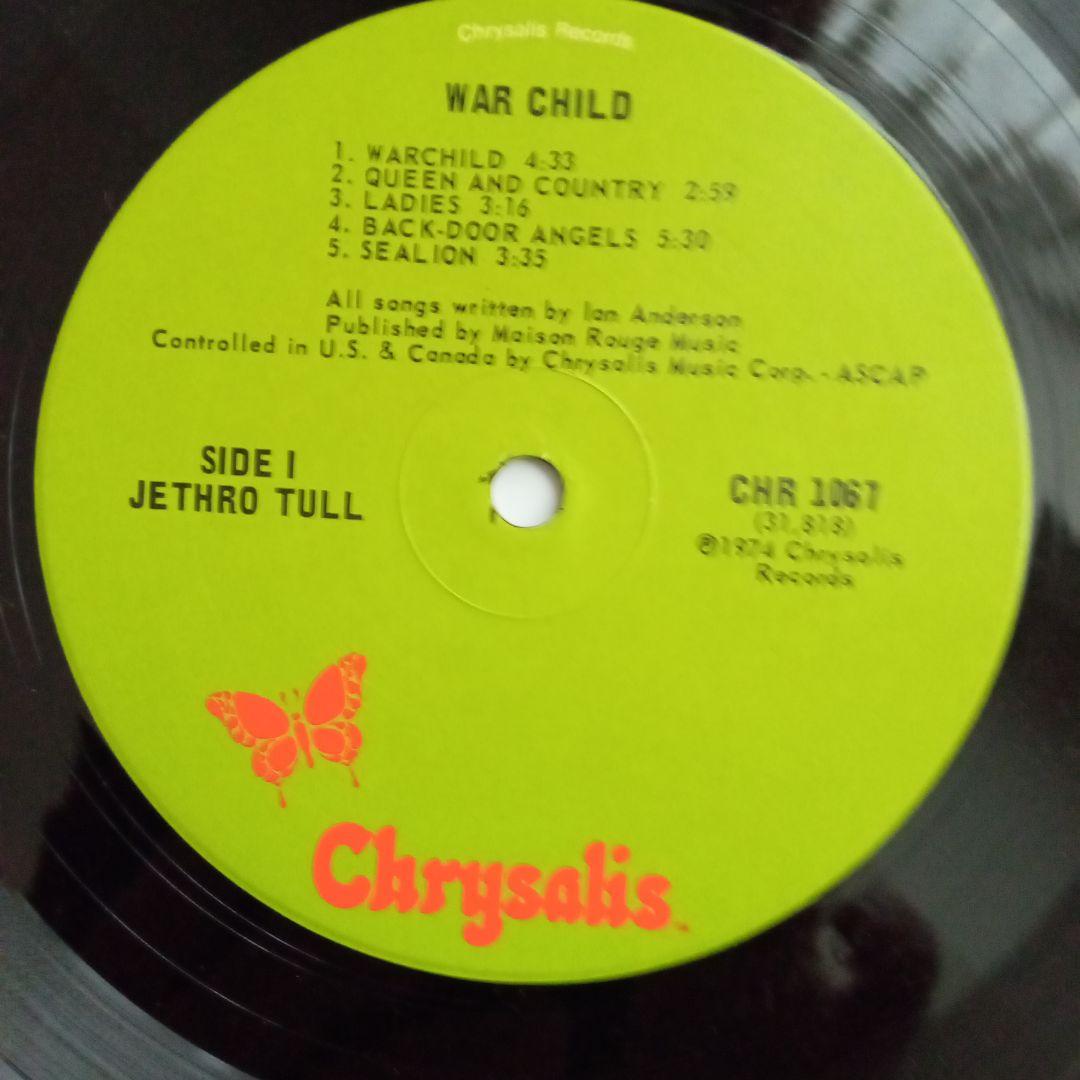 Chrysalis Records
WAR CHILD
1. WARCHILD 4:33
2. QUEEN AND COUNTRY 2:59
3. LADIES 3:16
4. BACK-DOOR ANGELS 5:30
5. SEALION 3:35
All songs written by Ian Anderson
Published by Maison Rouge Music
Controlled in U.S. & Canada by Chrysalis Music Corp. - ASCAP
SIDE I
JETHRO TULL
CHR 1067
(31,818)
℗1974 Chrysalis
Records
Chrysalis™